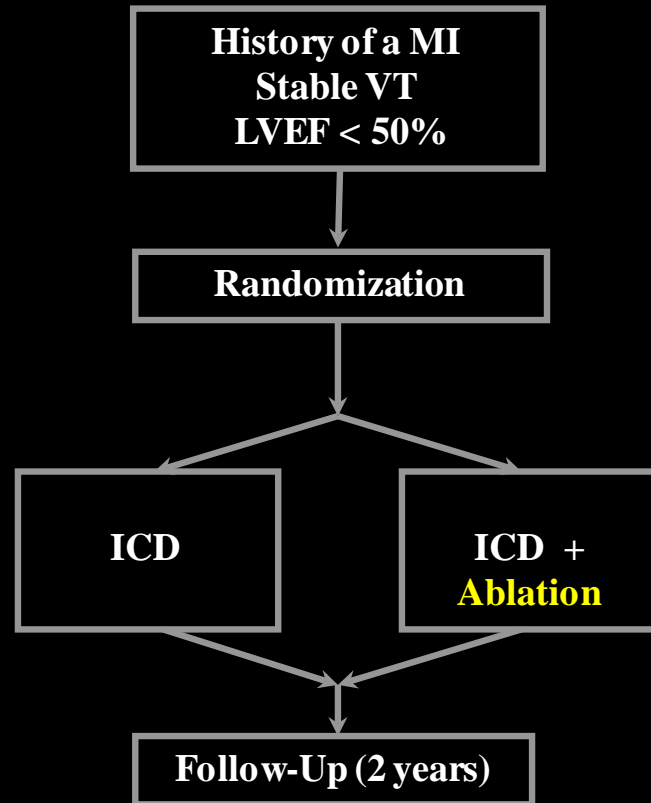 History of a MI
Stable VT
LVEF < 50%
Randomization
ICD
ICD +
Ablation
Follow-Up (2 years)